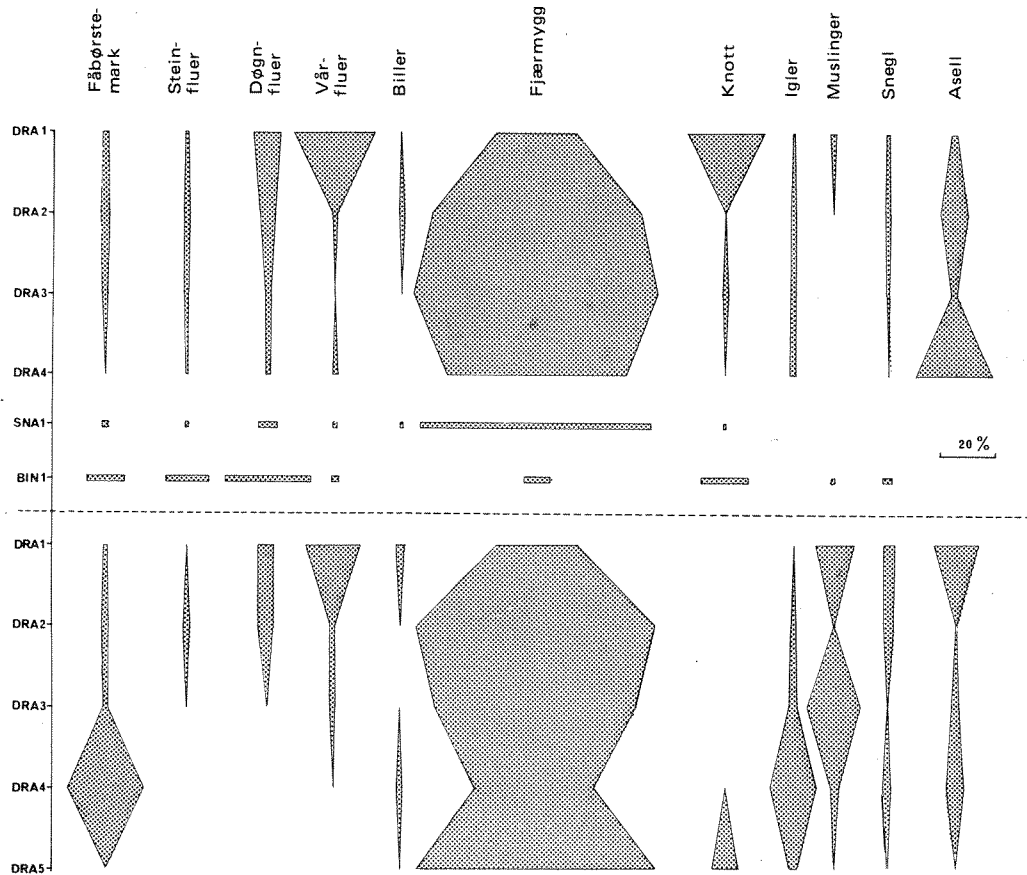 Fåbørste-
mark
Stein-
fluer
Døgn-
fluer
Vår-
fluer
Biller
Fjærmygg
Knott
Igler
Muslinger
Snegl
Asell
DRA1
DRA2
DRA3
DRA4
SNA1
20 %
BIN1
DRA1
DRA2
DRA3
DRA4
DRA5